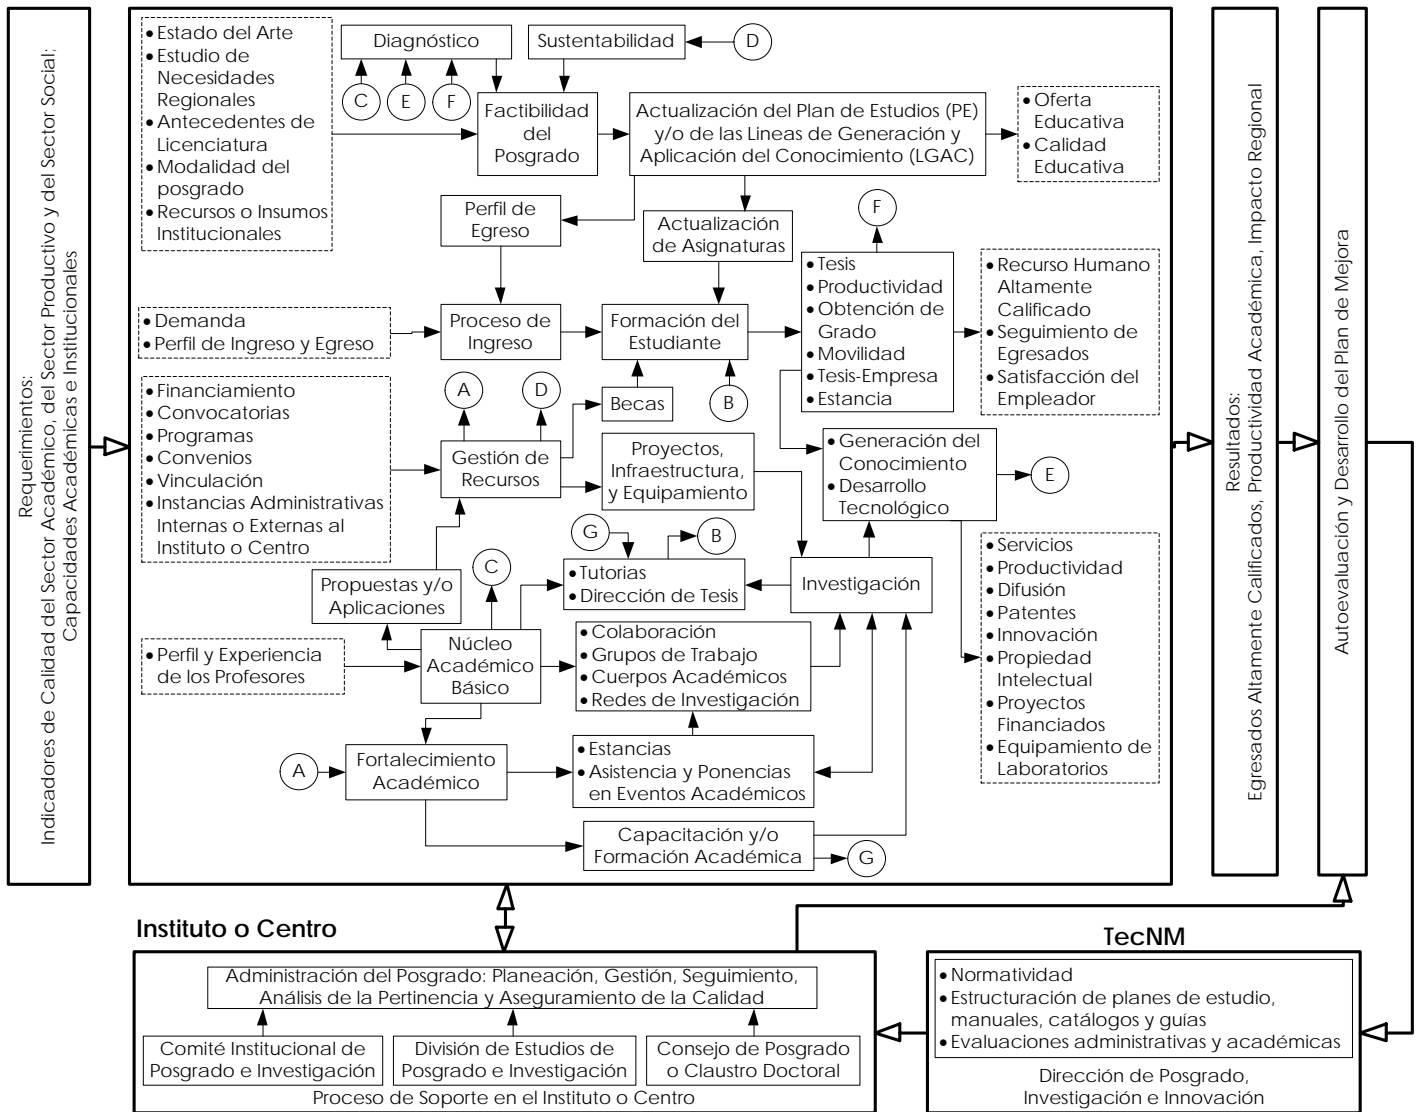 Requerimientos:
Indicadores de Calidad del Sector Académico, del Sector Productivo y del Sector Social;
Capacidades Académicas e Institucionales
• Estado del Arte
• Estudio de
Necesidades
Regionales
• Antecedentes de
Licenciatura
• Modalidad del
posgrado
• Recursos o Insumos
Institucionales
Diagnóstico
C
E
F
Sustentabilidad
D
Factibilidad
del
Posgrado
Actualización del Plan de Estudios (PE)
y/o de las Lineas de Generación y
Aplicación del Conocimiento (LGAC)
• Oferta
Educativa
• Calidad
Educativa
Perfil de
Egreso
Actualización
de Asignaturas
F
• Demanda
• Perfil de Ingreso y Egreso
Proceso de
Ingreso
Formación del
Estudiante
• Tesis
• Productividad
• Obtención de
Grado
• Movilidad
• Tesis-Empresa
• Estancia
• Recurso Humano
Altamente
Calificado
• Seguimiento de
Egresados
• Satisfacción del
Empleador
• Financiamiento
• Convocatorias
• Programas
• Convenios
• Vinculación
• Instancias Administrativas
Internas o Externas al
Instituto o Centro
A
D
Becas
B
Gestión de
Recursos
Proyectos,
Infraestructura,
y Equipamiento
• Generación del
Conocimiento
• Desarrollo
Tecnológico
E
G
B
Propuestas y/o
Aplicaciones
C
• Tutorias
• Dirección de Tesis
Investigación
• Servicios
• Productividad
• Difusión
• Patentes
• Innovación
• Propiedad
Intelectual
• Proyectos
Financiados
• Equipamiento de
Laboratorios
• Perfil y Experiencia
de los Profesores
Núcleo
Académico
Básico
• Colaboración
• Grupos de Trabajo
• Cuerpos Académicos
• Redes de Investigación
A
Fortalecimiento
Académico
• Estancias
• Asistencia y Ponencias
en Eventos Académicos
Capacitación y/o
Formación Académica
G
Resultados:
Egresados Altamente Calificados, Productividad Académica, Impacto Regional
Autoevaluación y Desarrollo del Plan de Mejora
Instituto o Centro
Administración del Posgrado: Planeación, Gestión, Seguimiento,
Análisis de la Pertinencia y Aseguramiento de la Calidad
Comité Institucional de
Posgrado e Investigación
División de Estudios de
Posgrado e Investigación
Consejo de Posgrado
o Claustro Doctoral
Proceso de Soporte en el Instituto o Centro
TecNM
• Normatividad
• Estructuración de planes de estudio,
manuales, catálogos y guías
• Evaluaciones administrativas y académicas
Dirección de Posgrado,
Investigación e Innovación